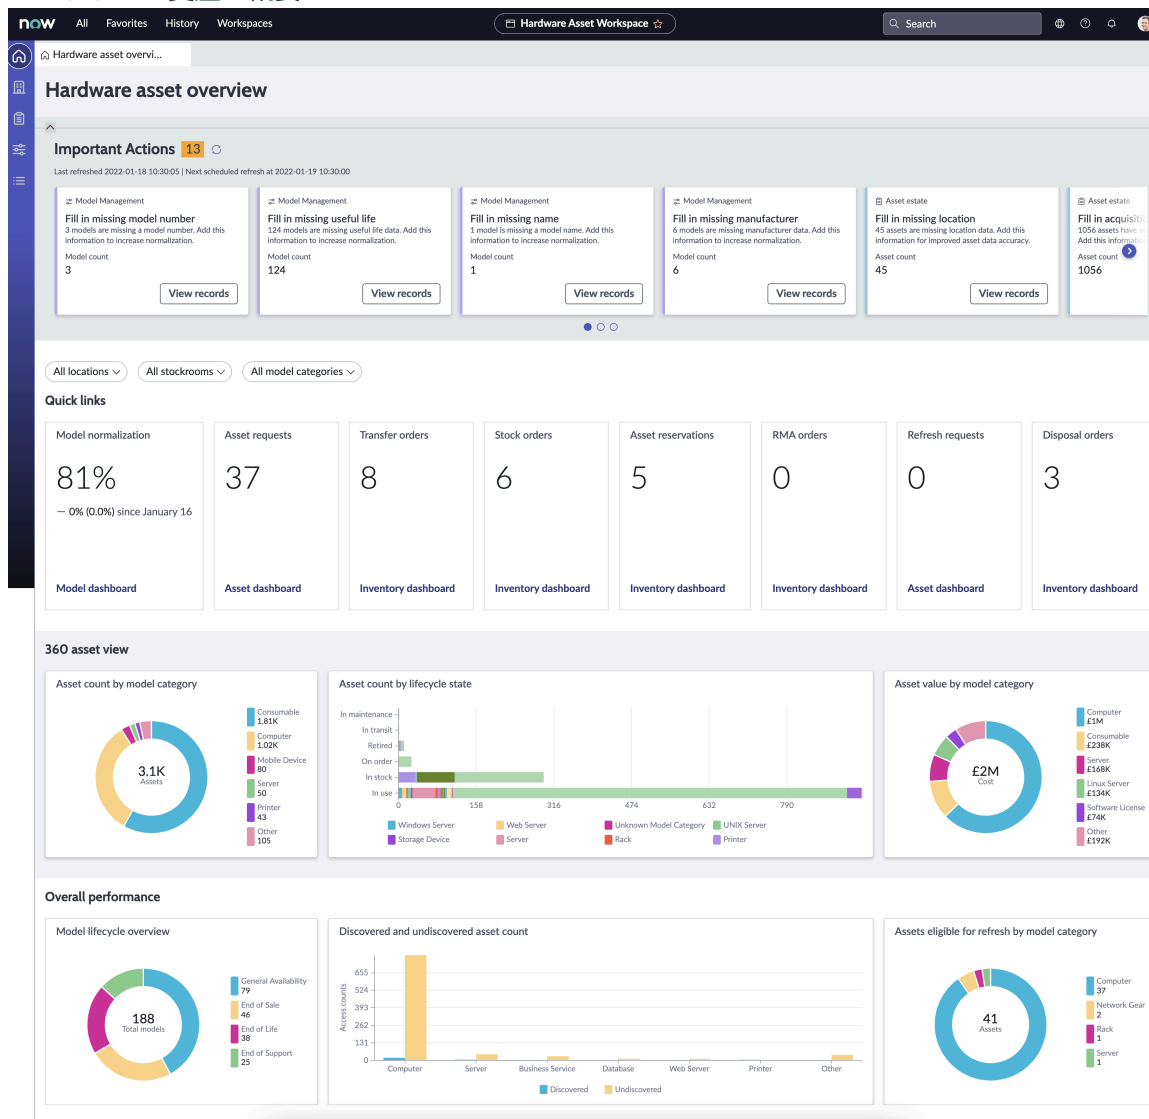 now All Favorites History Workspaces Hardware Asset Workspace Search
Hardware asset overvi...
Hardware asset overview
Important Actions 13
Last refreshed 2022-01-18 10:30:05 | Next scheduled refresh at 2022-01-19 10:30:00
Model Management
Fill in missing model number
3 models are missing a model number. Add this
information to increase normalization.
Model count
3
View records
Model Management
Fill in missing useful life
124 models are missing useful life data. Add this
information to increase normalization.
Model count
124
View records
Model Management
Fill in missing name
1 model is missing a model name. Add this
information to increase normalization.
Model count
1
View records
Model Management
Fill in missing manufacturer
6 models are missing manufacturer data. Add this
information to increase normalization.
Model count
6
View records
Asset estate
Fill in missing location
45 assets are missing location data. Add this
information for improved asset data accuracy.
Asset count
45
View records
Asset estate
Fill in acquisitic
1056 assets have
Add this information
Asset count
1056
All locations All stockrooms All model categories
Quick links
Model normalization
81%
— 0% (0.0%) since January 16
Model dashboard
Asset requests
37
Asset dashboard
Transfer orders
8
Inventory dashboard
Stock orders
6
Inventory dashboard
Asset reservations
5
Inventory dashboard
RMA orders
0
Inventory dashboard
Refresh requests
0
Asset dashboard
Disposal orders
3
Inventory dashboard
360 asset view
Asset count by model category
3.1K
Assets
Consumable
1.81K
Computer
1.02K
Mobile Device
80
Server
50
Printer
43
Other
105
Asset count by lifecycle state
In maintenance
In transit
Retired
On order
In stock
In use
0 158 316 474 632 790
Windows Server Web Server Unknown Model Category UNIX Server
Storage Device Server Rack Printer
Asset value by model category
£2M
Cost
Computer
£1M
Consumable
£238K
Server
£168K
Linux Server
£134K
Software License
£74K
Other
£192K
Overall performance
Model lifecycle overview
188
Total models
General Availability
79
End of Sale
46
End of Life
38
End of Support
25
Discovered and undiscovered asset count
Access counts
655
524
393
262
131
0
Computer Server Business Service Database Web Server Printer Other
Discovered Undiscovered
Assets eligible for refresh by model category
41
Assets
Computer
37
Network Gear
2
Rack
1
Server
1